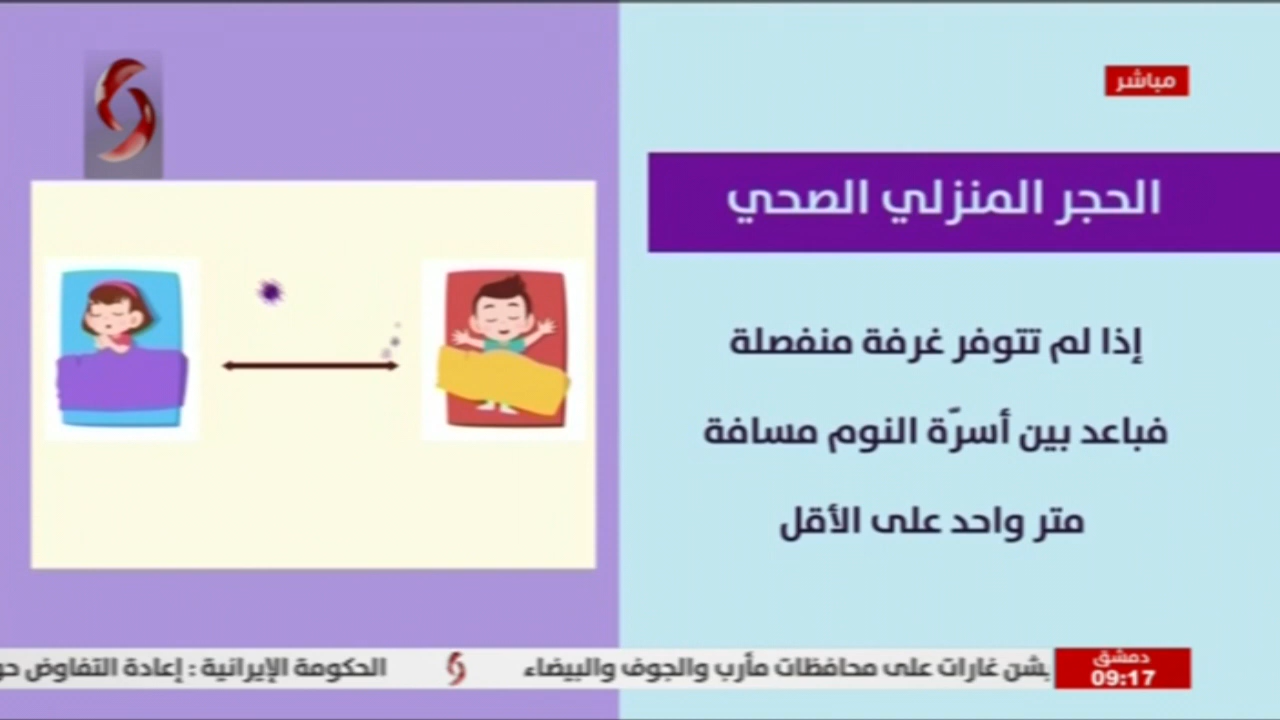 مباشر
الحجر المنزلي الصحي
إذا لم تتوفر غرفة منفصلة
فباعد بين أسرّة النوم مسافة
متر واحد على الأقل
دمشق
09:17
يشن غارات على محافظات مأرب والجوف والبيضاء
الحكومة الإيرانية : إعادة التفاوض